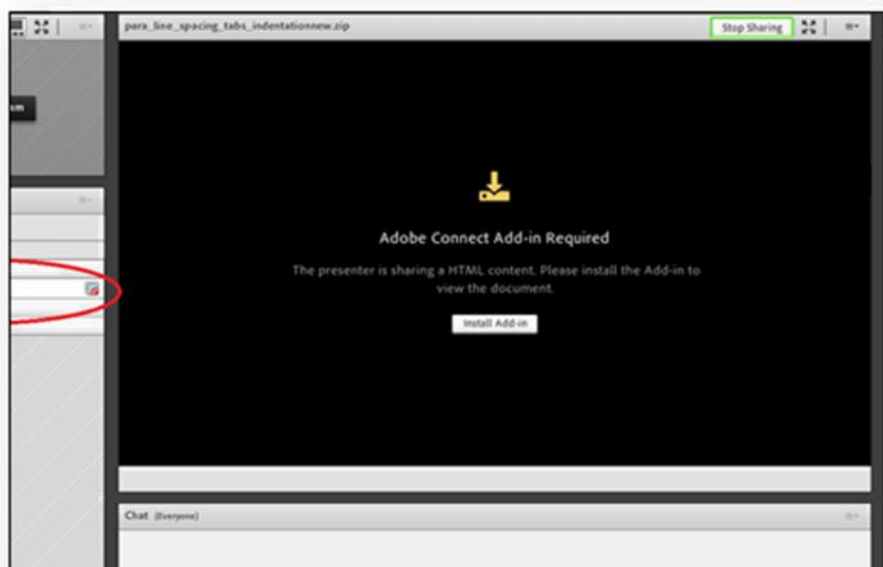 para_line_spacing_tabs_indentationnew.zip
Stop Sharing
Adobe Connect Add-in Required
The presenter is sharing a HTML content. Please install the Add-in to
view the document.
Install Add-in
Chat (Everyone)